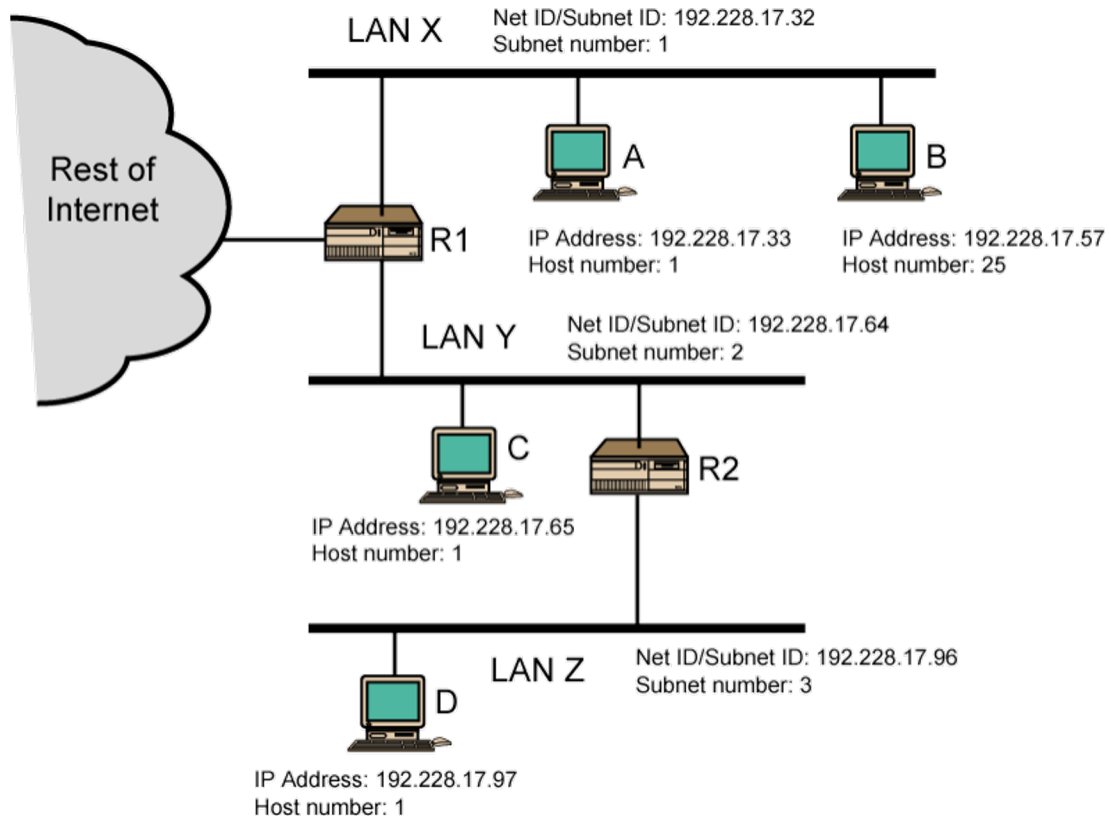 LAN X
Net ID/Subnet ID: 192.228.17.32
Subnet number: 1
Rest of
Internet
A
B
R1
IP Address: 192.228.17.33
Host number: 1
IP Address: 192.228.17.57
Host number: 25
LAN Y
Net ID/Subnet ID: 192.228.17.64
Subnet number: 2
C
R2
IP Address: 192.228.17.65
Host number: 1
LAN Z
Net ID/Subnet ID: 192.228.17.96
Subnet number: 3
D
IP Address: 192.228.17.97
Host number: 1